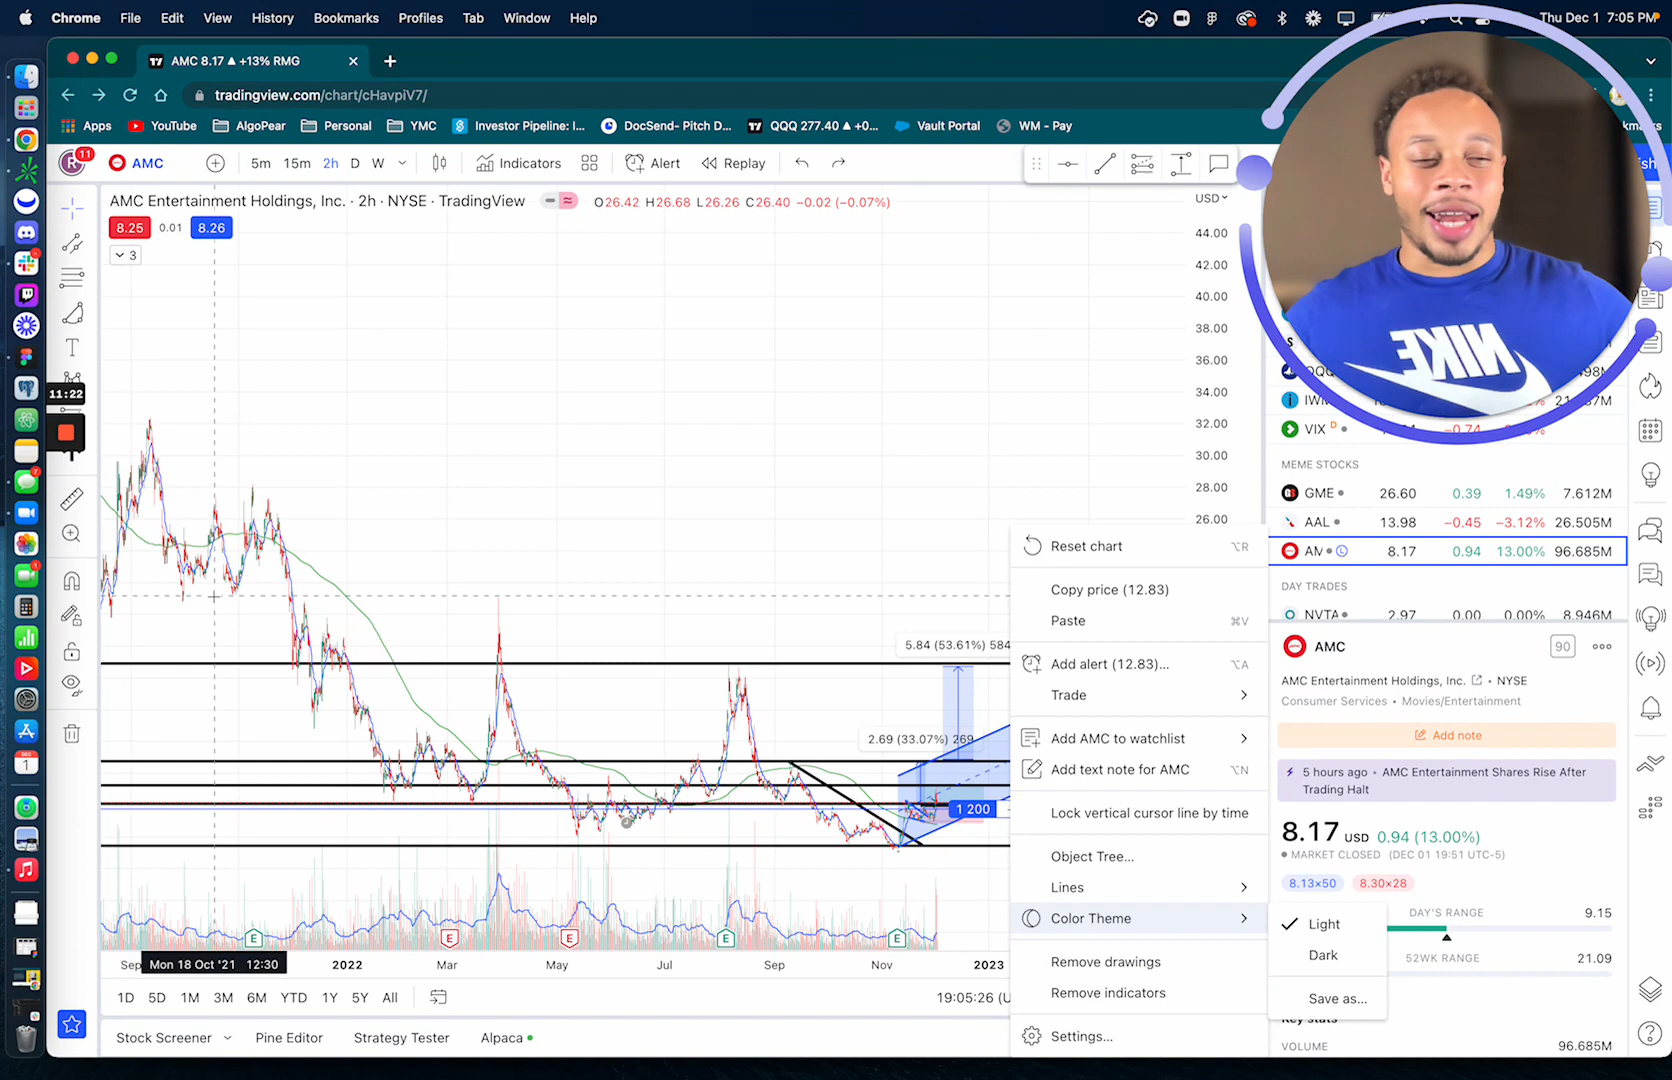 Chrome File Edit View History Bookmarks Profiles Tab Window Help
Thu Dec 1 7:05 PM
AMC 8.17 ▲ +13% RMG
tradingview.com/chart/cHavpiV7/
Apps YouTube AlgoPear Personal YMC Investor Pipeline: I... DocSend- Pitch D... QQQ 277.40 ▲ +0... Vault Portal WM - Pay
R 11 AMC 5m 15m 2h D W Indicators Alert Replay
AMC Entertainment Holdings, Inc. · 2h · NYSE · TradingView O26.42 H26.68 L26.26 C26.40 −0.02 (−0.07%)
USD
8.25 0.01 8.26
3
44.00
42.00
40.00
38.00
36.00
34.00
32.00
30.00
28.00
26.00
NIKE
11:22
VIX D −0.74
MEME STOCKS
GME 26.60 0.39 1.49% 7.612M
AAL 13.98 −0.45 −3.12% 26.505M
8.17 0.94 13.00% 96.685M
DAY TRADES
NVTA 2.97 0.00 0.00% 8.946M
Reset chart ⌥R
Copy price (12.83)
Paste ⌘V
Add alert (12.83)... ⌥A
Trade
Add AMC to watchlist
Add text note for AMC ⌥N
Lock vertical cursor line by time
Object Tree...
Lines
Color Theme
Remove drawings
Remove indicators
Settings...
Light
Dark
Save as...
5.84 (53.61%) 584
2.69 (33.07%) 269
1 200
AMC 90
AMC Entertainment Holdings, Inc. • NYSE
Consumer Services • Movies/Entertainment
Add note
5 hours ago • AMC Entertainment Shares Rise After
Trading Halt
8.17 USD 0.94 (13.00%)
MARKET CLOSED (DEC 01 19:51 UTC-5)
8.13×50 8.30×28
DAY'S RANGE 9.15
52WK RANGE 21.09
Key stats
VOLUME 96.685M
E E E E E
Sep Mon 18 Oct '21 12:30 2022 Mar May Jul Sep Nov 2023
1D 5D 1M 3M 6M YTD 1Y 5Y All 19:05:26 (U
Stock Screener Pine Editor Strategy Tester Alpaca